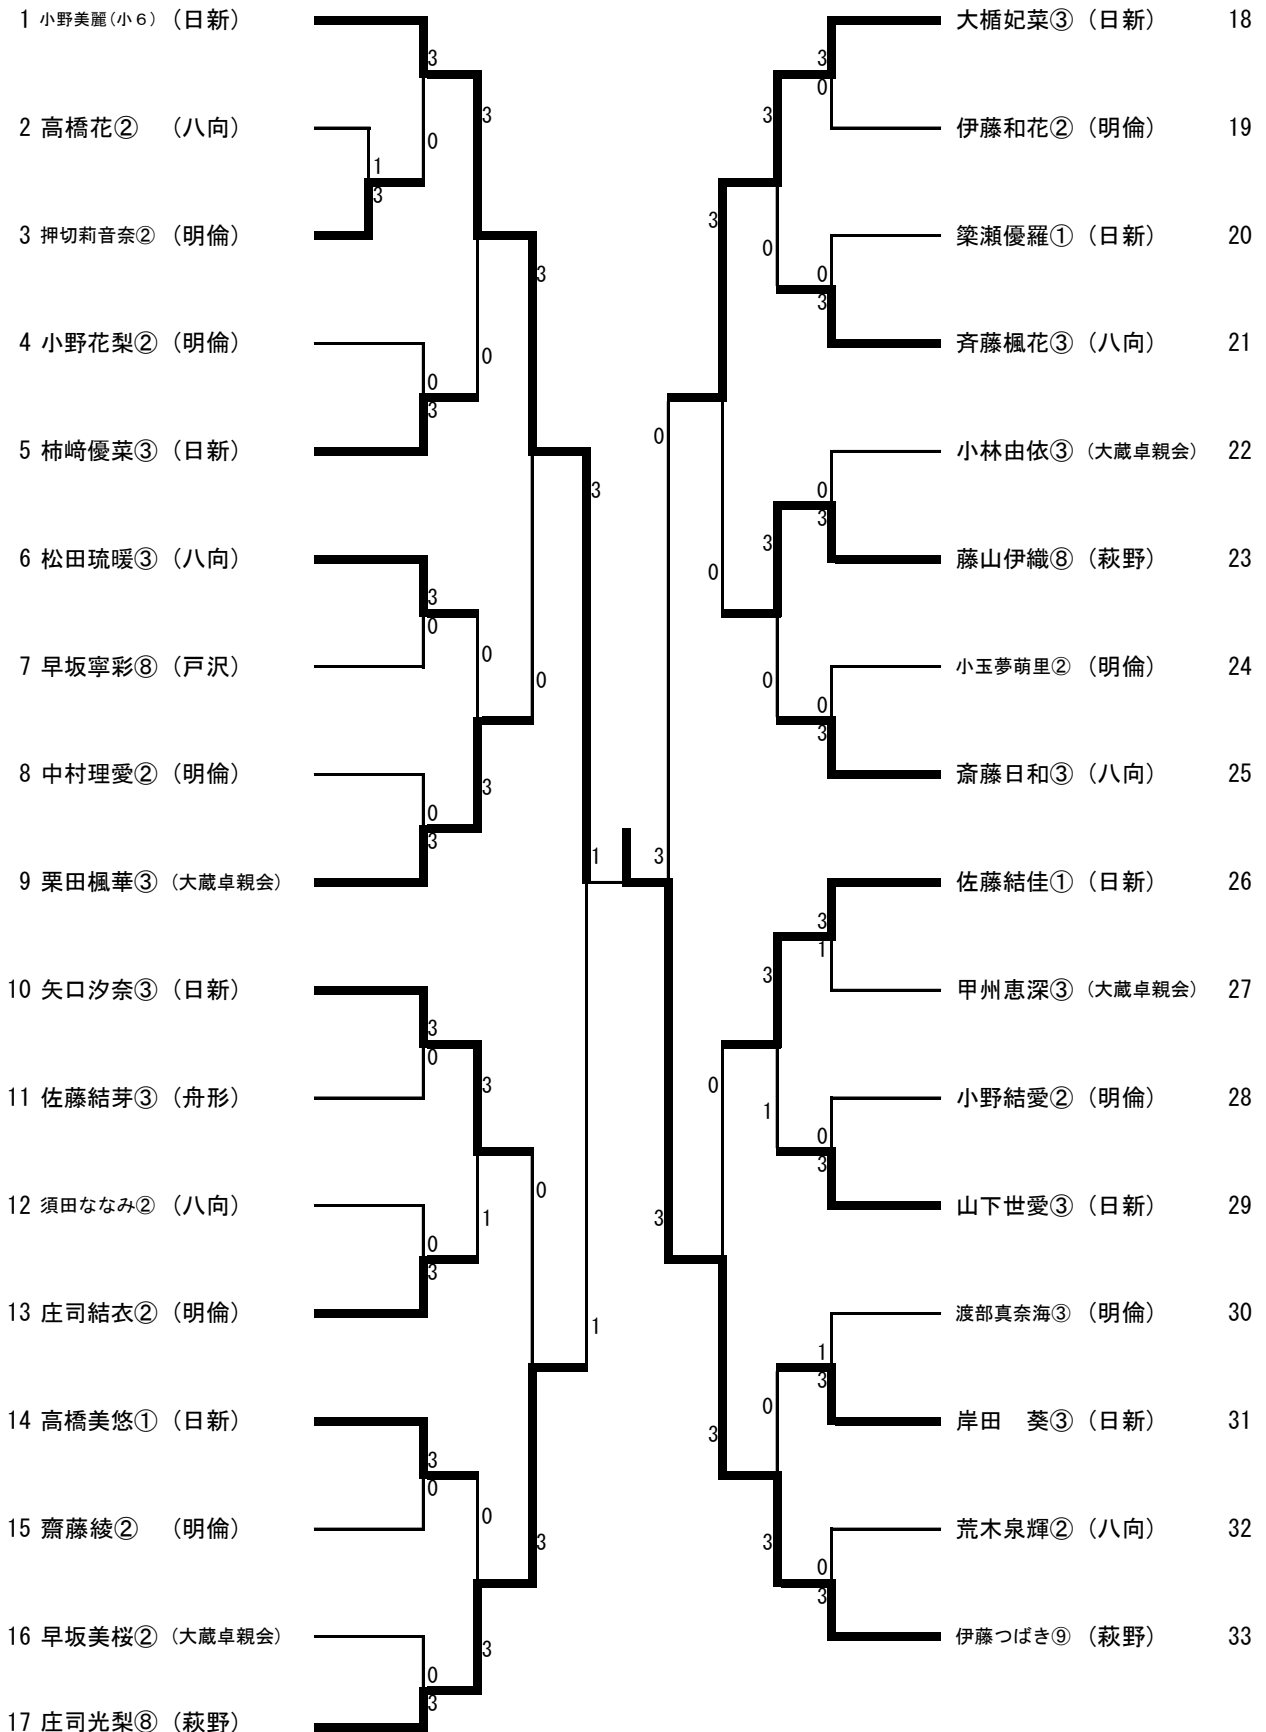 1 小野美麗(小６) (日新)
3
2 高橋花② (八向)
3
0
1
3
3 押切莉音奈② (明倫)
3
4 小野花梨② (明倫)
0
0
3
5 柿﨑優菜③ (日新)
3
6 松田琉暖③ (八向)
3
0
0
7 早坂寧彩⑧ (戸沢)
0
8 中村理愛② (明倫)
3
0
3
1
9 栗田楓華③ (大蔵卓親会)
10 矢口汐奈③ (日新)
3
0
3
11 佐藤結芽③ (舟形)
0
12 須田ななみ② (八向)
1
0
3
13 庄司結衣② (明倫)
1
14 高橋美悠① (日新)
3
0
0
15 齋藤綾② (明倫)
3
16 早坂美桜② (大蔵卓親会)
3
0
3
17 庄司光梨⑧ (萩野)
大楯妃菜③ (日新) 18
3
0
3
伊藤和花② (明倫) 19
3
簗瀬優羅① (日新) 20
0
0
3
斉藤楓花③ (八向) 21
0
小林由依③ (大蔵卓親会) 22
0
3
3
藤山伊織⑧ (萩野) 23
0
小玉夢萌里② (明倫) 24
0
0
3
斎藤日和③ (八向) 25
3
佐藤結佳① (日新) 26
3
1
3
甲州恵深③ (大蔵卓親会) 27
0
小野結愛② (明倫) 28
1
0
3
山下世愛③ (日新) 29
3
渡部真奈海③ (明倫) 30
1
3
0
岸田　葵③ (日新) 31
3
荒木泉輝② (八向) 32
3
0
3
伊藤つばき⑨ (萩野) 33